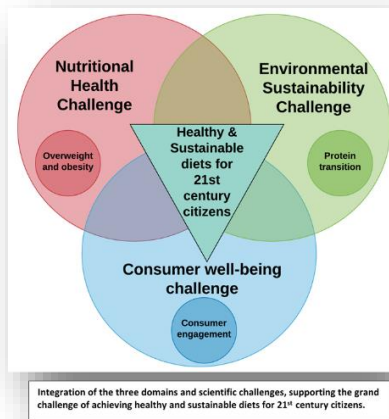 Nutritional
Health
Challenge
Environmental
Sustainability
Challenge
Overweight
and obesity
Healthy &
Sustainable
diets for
21st
century
citizens
Protein
transition
Consumer well-being
challenge
Consumer
engagement
Integration of the three domains and scientific challenges, supporting the grand
challenge of achieving healthy and sustainable diets for 21st century citizens.